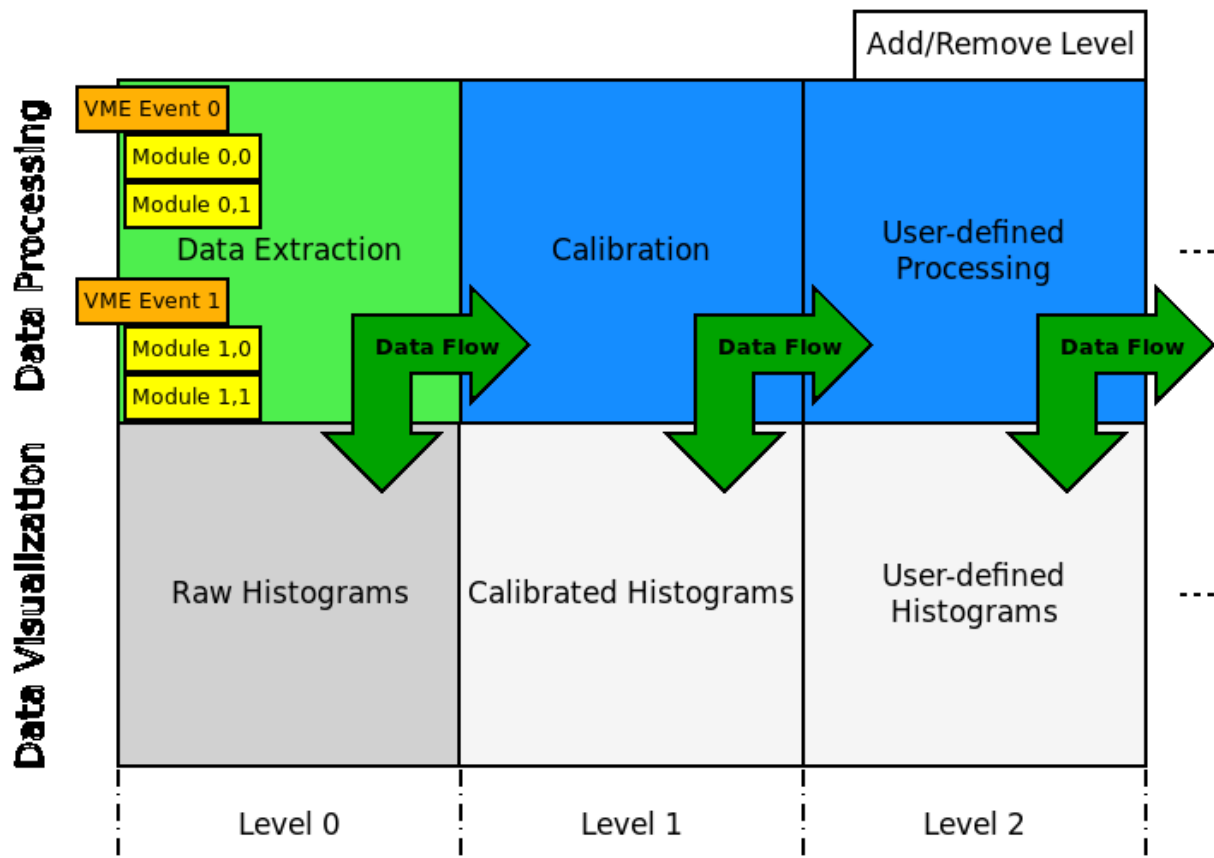 Add/Remove Level
Data Processing
VME Event 0
Module 0,0
Module 0,1
Data Extraction
VME Event 1
Module 1,0
Module 1,1
Data Flow
Calibration
Data Flow
User-defined
Processing
Data Flow
Data Visualization
Raw Histograms
Calibrated Histograms
User-defined
Histograms
Level 0
Level 1
Level 2